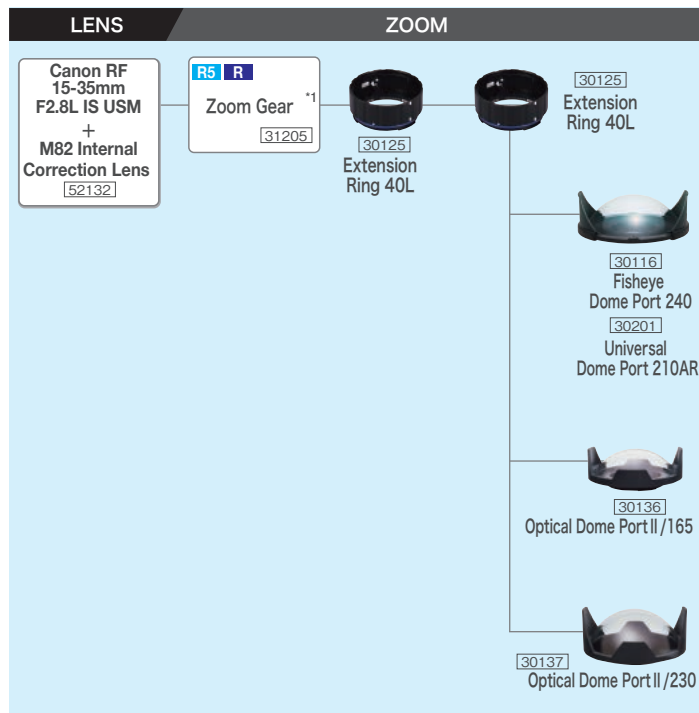 LENS
ZOOM
Canon RF
15-35mm
F2.8L IS USM
+
M82 Internal
Correction Lens
52132
R5 R
Zoom Gear *1
31205
30125
Extension
Ring 40L
30125
Extension
Ring 40L
30116
Fisheye
Dome Port 240
30201
Universal
Dome Port 210AR
30136
Optical Dome Port II /165
30137
Optical Dome Port II /230